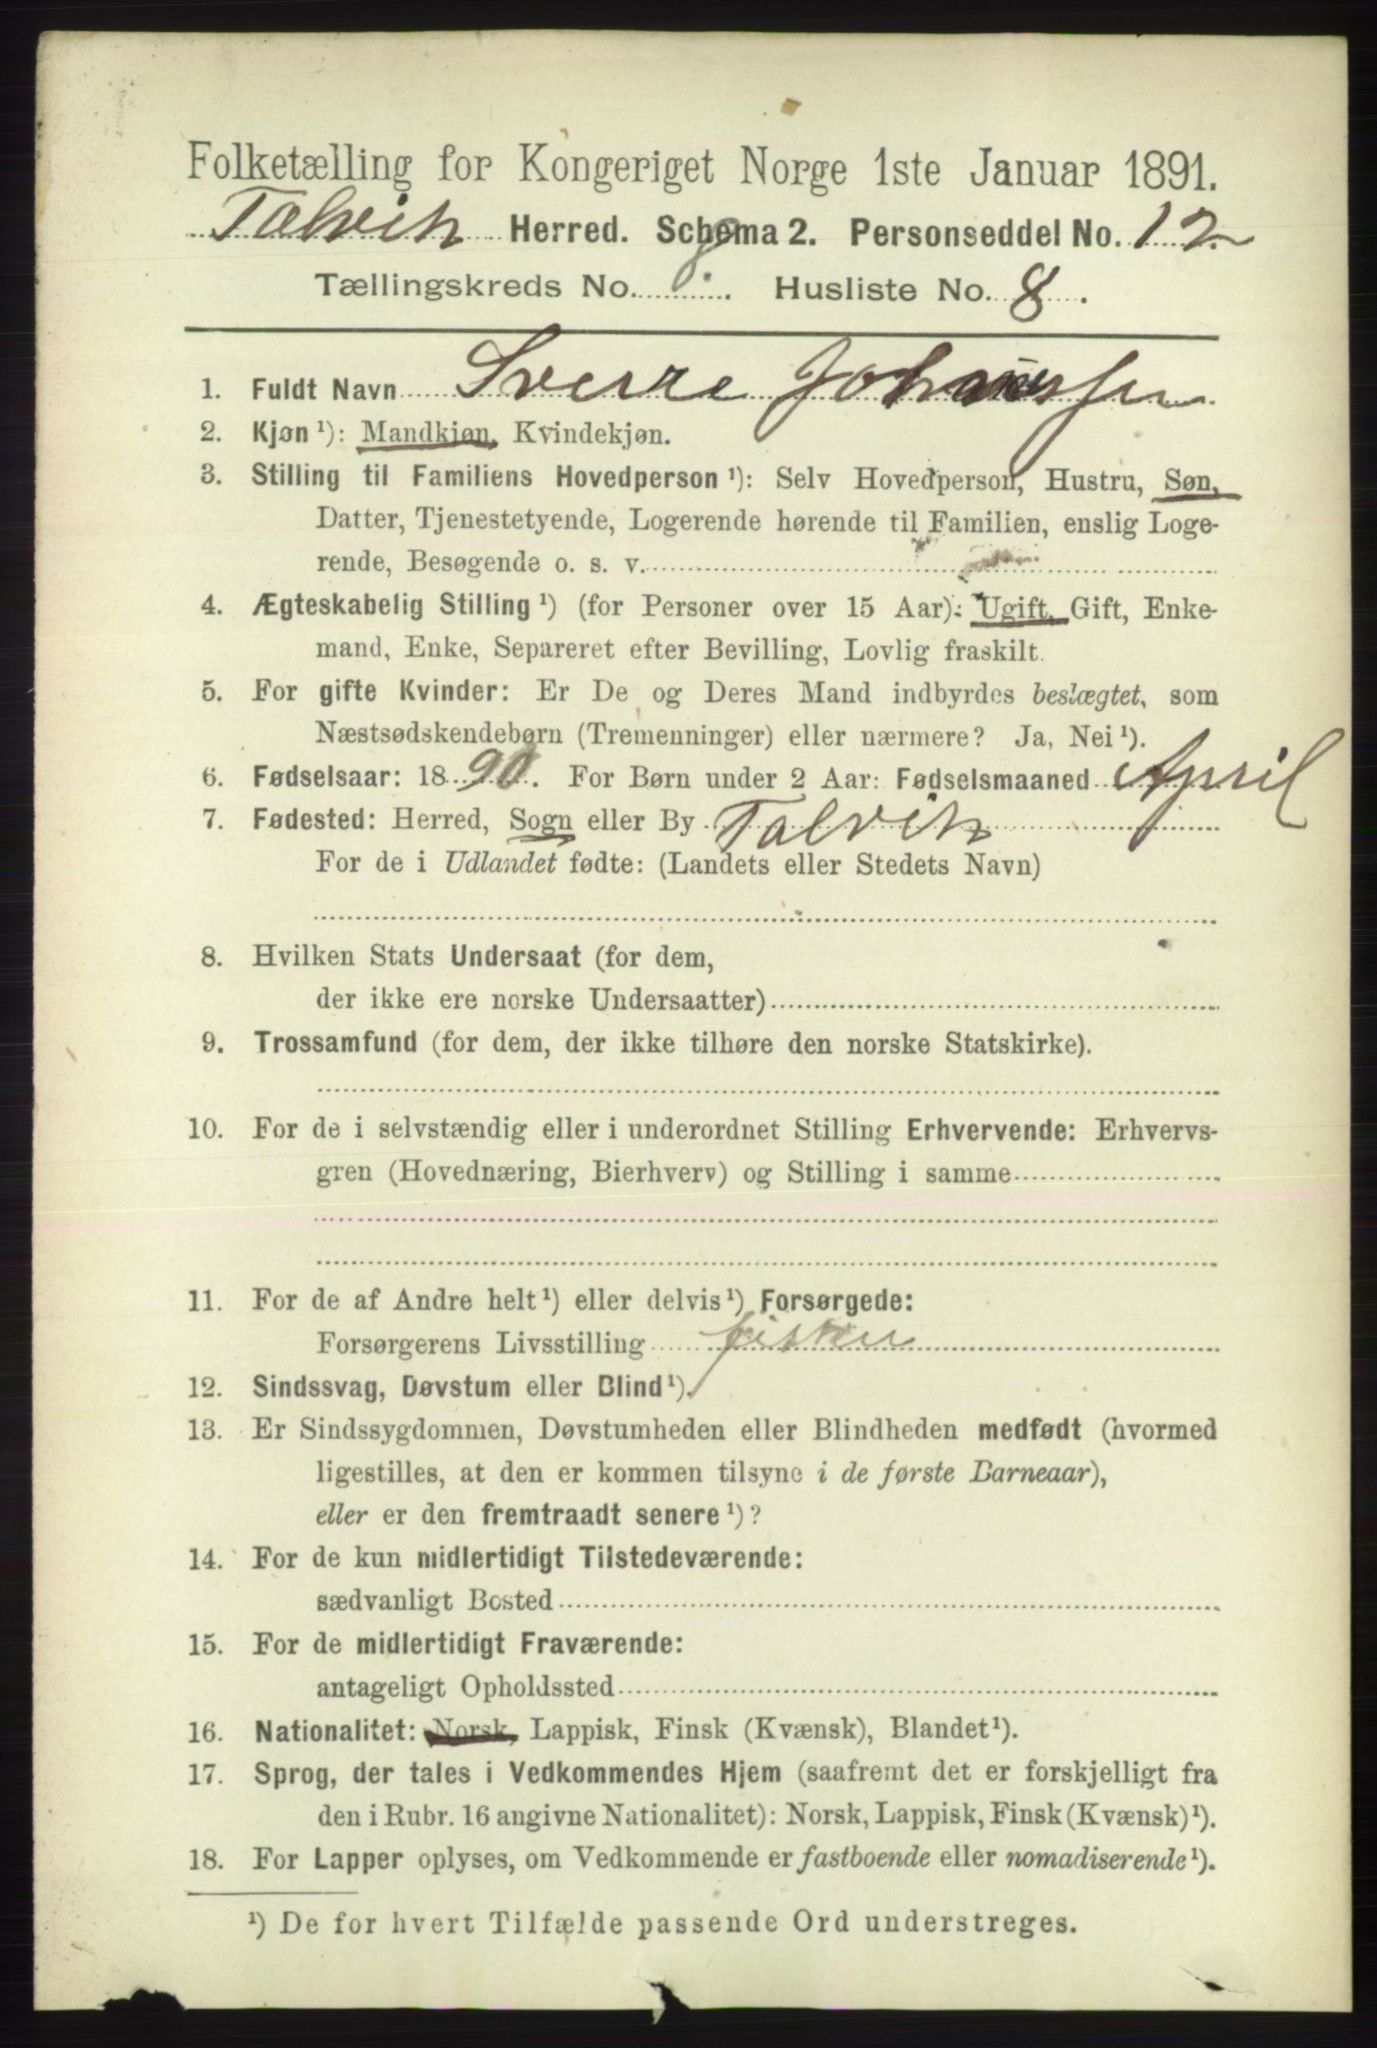 Folketælling for Kongeriget Norge 1ste Januar 1891.
Talvik Herred. Schema 2. Personseddel No. 12
Tællingskreds No. Husliste No. 8.
1. Fuldt Navn Sverre Johanssen
2. Kjøn ¹): Mandkjøn, Kvindekjøn.
3. Stilling til Familiens Hovedperson ¹): Selv Hovedperson, Hustru, Søn,
Datter, Tjenestetyende, Logerende hørende til Familien, enslig Loge-
rende, Besøgende o. s. v.
4. Ægteskabelig Stilling ¹) (for Personer over 15 Aar): Ugift, Gift, Enke-
mand, Enke, Separeret efter Bevilling, Lovlig fraskilt.
5. For gifte Kvinder: Er De og Deres Mand indbyrdes beslægtet, som
Næstsødskendebørn (Tremenninger) eller nærmere? Ja, Nei ¹).
6. Fødselsaar: 1890. For Børn under 2 Aar: Fødselsmaaned April
7. Fødested: Herred, Sogn eller By Talvik
For de i Udlandet fødte: (Landets eller Stedets Navn)
8. Hvilken Stats Undersaat (for dem,
der ikke ere norske Undersaatter)
9. Trossamfund (for dem, der ikke tilhøre den norske Statskirke).
10. For de i selvstændig eller i underordnet Stilling Erhvervende: Erhvervs-
gren (Hovednæring, Bierhverv) og Stilling i samme
11. For de af Andre helt ¹) eller delvis ¹) Forsørgede:
Forsørgerens Livsstilling fisker
12. Sindssvag, Døvstum eller Blind ¹).
13. Er Sindssygdommen, Døvstumheden eller Blindheden medfødt (hvormed
ligestilles, at den er kommen tilsyne i de første Barneaar),
eller er den fremtraadt senere ¹)?
14. For de kun midlertidigt Tilstedeværende:
sædvanligt Bosted
15. For de midlertidigt Fraværende:
antageligt Opholdssted
16. Nationalitet: Norsk, Lappisk, Finsk (Kvænsk), Blandet ¹).
17. Sprog, der tales i Vedkommendes Hjem (saafremt det er forskjelligt fra
den i Rubr. 16 angivne Nationalitet): Norsk, Lappisk, Finsk (Kvænsk) ¹).
18. For Lapper oplyses, om Vedkommende er fastboende eller nomadiserende ¹).
¹) De for hvert Tilfælde passende Ord understreges.